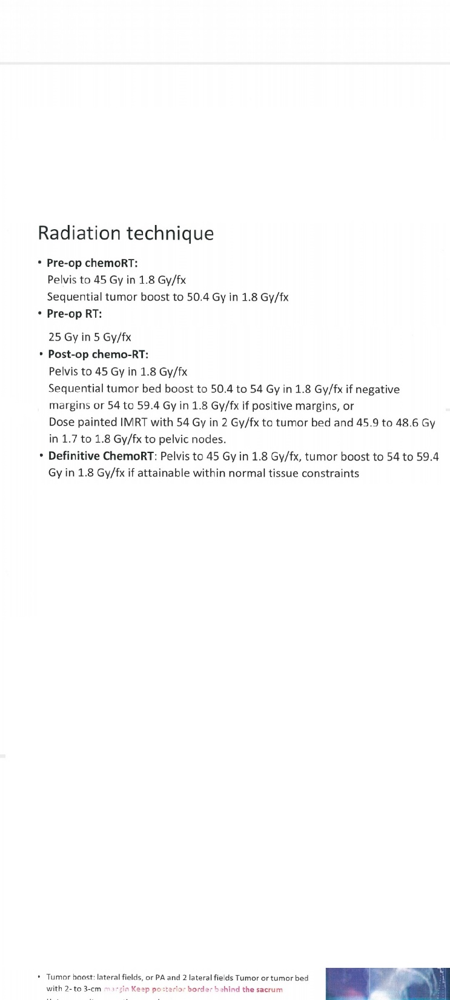 Radiation technique
• Pre-op chemoRT:
Pelvis to 45 Gy in 1.8 Gy/fx
Sequential tumor boost to 50.4 Gy in 1.8 Gy/fx
• Pre-op RT:
25 Gy in 5 Gy/fx
• Post-op chemo-RT:
Pelvis to 45 Gy in 1.8 Gy/fx
Sequential tumor bed boost to 50.4 to 54 Gy in 1.8 Gy/fx if negative
margins or 54 to 59.4 Gy in 1.8 Gy/fx if positive margins, or
Dose painted IMRT with 54 Gy in 2 Gy/fx to tumor bed and 45.9 to 48.6 Gy
in 1.7 to 1.8 Gy/fx to pelvic nodes.
• Definitive ChemoRT: Pelvis to 45 Gy in 1.8 Gy/fx, tumor boost to 54 to 59.4
Gy in 1.8 Gy/fx if attainable within normal tissue constraints
• Tumor boost: lateral fields, or PA and 2 lateral fields Tumor or tumor bed
with 2- to 3-cm margin Keep posterior border behind the sacrum